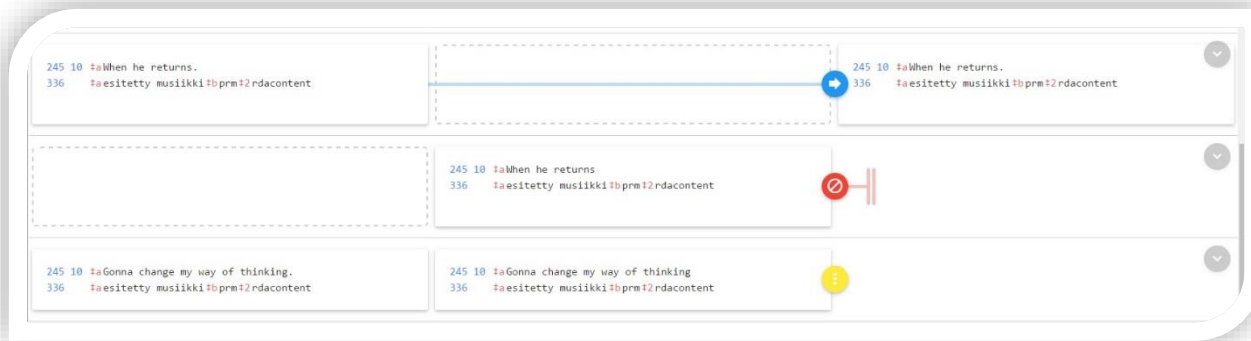 245 10 ‡aWhen he returns.
336 ‡aesitetty musiikki‡bprm‡2rdacontent
245 10 ‡aWhen he returns.
336 ‡aesitetty musiikki‡bprm‡2rdacontent
245 10 ‡aWhen he returns
336 ‡aesitetty musiikki‡bprm‡2rdacontent
245 10 ‡aGonna change my way of thinking.
336 ‡aesitetty musiikki‡bprm‡2rdacontent
245 10 ‡aGonna change my way of thinking
336 ‡aesitetty musiikki‡bprm‡2rdacontent